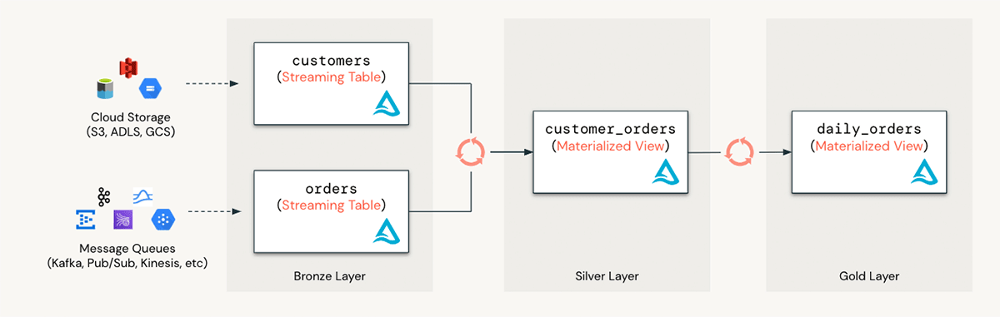 customers
(Streaming Table)
Cloud Storage
(S3, ADLS, GCS)
orders
(Streaming Table)
Message Queues
(Kafka, Pub/Sub, Kinesis, etc)
Bronze Layer
customer_orders
(Materialized View)
Silver Layer
daily_orders
(Materialized View)
Gold Layer